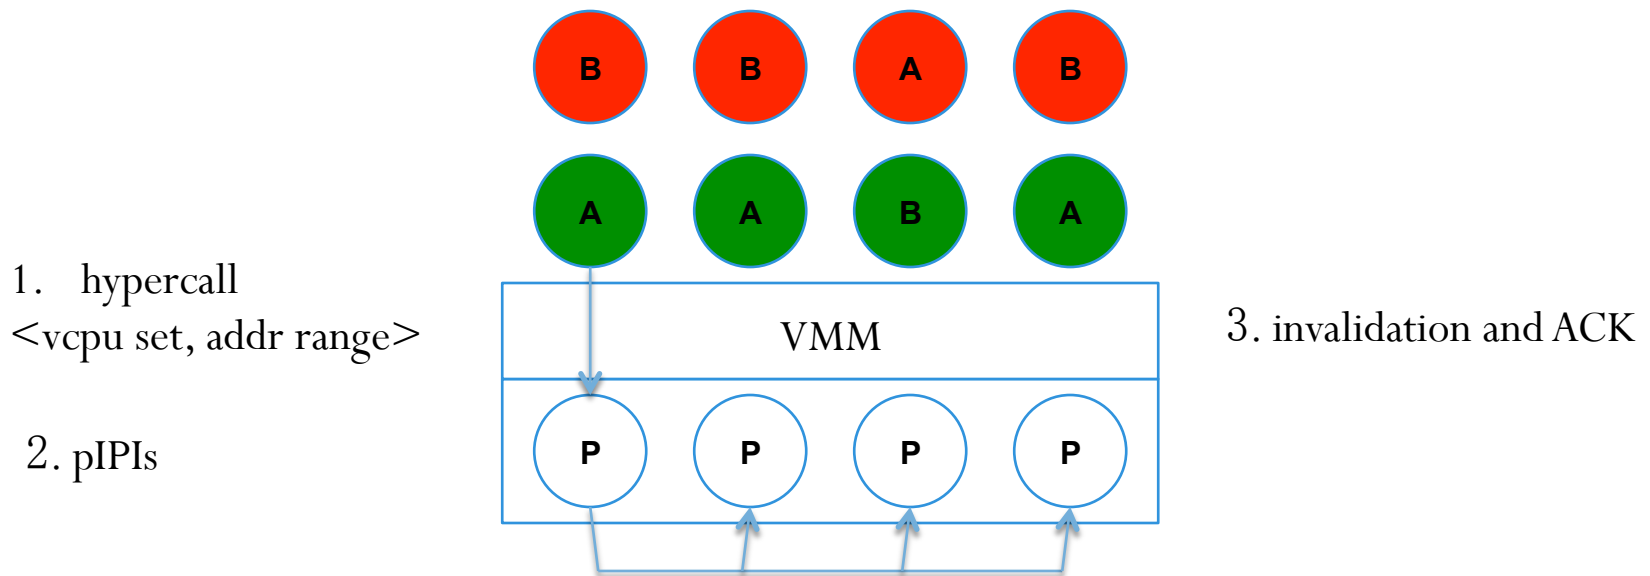 B B A B
A A B A
1. hypercall
<vcpu set, addr range>
VMM
3. invalidation and ACK
2. pIPIs
P P P P